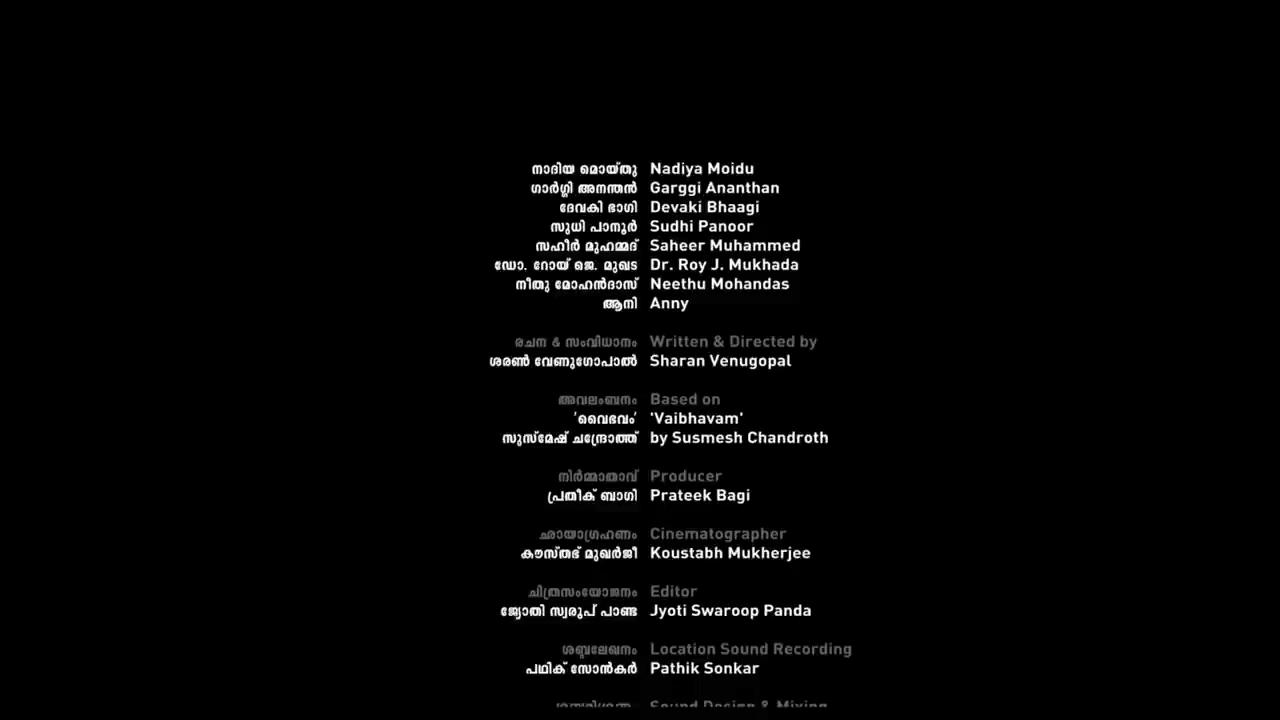 നാദിയ മൊയ്തു Nadiya Moidu
ഗാർഗ്ഗി അനന്തൻ Garggi Ananthan
ദേവകി ഭാഗി Devaki Bhaagi
സുധി പാനൂർ Sudhi Panoor
സഹീർ മുഹമ്മദ് Saheer Muhammed
ഡോ. റോയ് ജെ. മുഖട Dr. Roy J. Mukhada
നീതു മോഹൻദാസ് Neethu Mohandas
ആനി Anny
രചന & സംവിധാനം Written & Directed by
ശരൺ വേണുഗോപാൽ Sharan Venugopal
അവലംബനം Based on
'വൈഭവം' 'Vaibhavam'
സുസ്മേഷ് ചന്ദ്രോത്ത് by Susmesh Chandroth
നിർമ്മാതാവ് Producer
പ്രതീക് ബാഗി Prateek Bagi
ഛായാഗ്രഹണം Cinematographer
കൗസ്തഭ് മുഖർജീ Koustabh Mukherjee
ചിത്രസംയോജനം Editor
ജ്യോതി സ്വരൂപ് പാണ്ട Jyoti Swaroop Panda
ശബ്ദലേഖനം Location Sound Recording
പഥിക് സോൻകർ Pathik Sonkar
Sound Design & Mixing